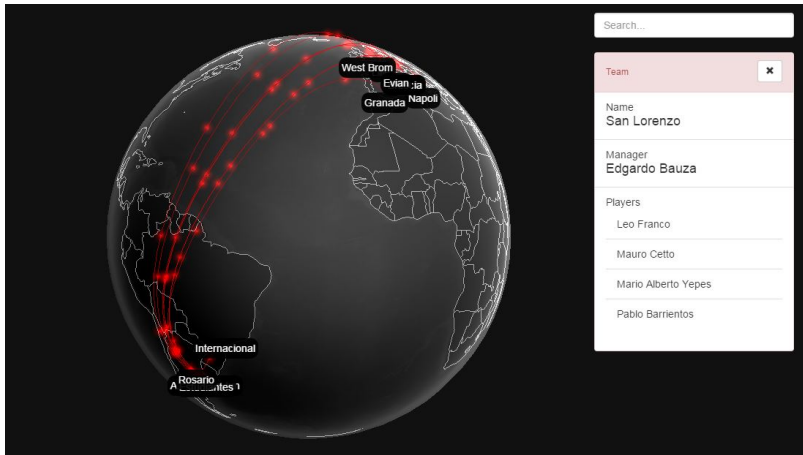 Search...
Team
Name
San Lorenzo
Manager
Edgardo Bauza
Players
Leo Franco
Mauro Cetto
Mario Alberto Yepes
Pablo Barrientos
West Brom
Evian
Granada
Napoli
Internacional
Rosario